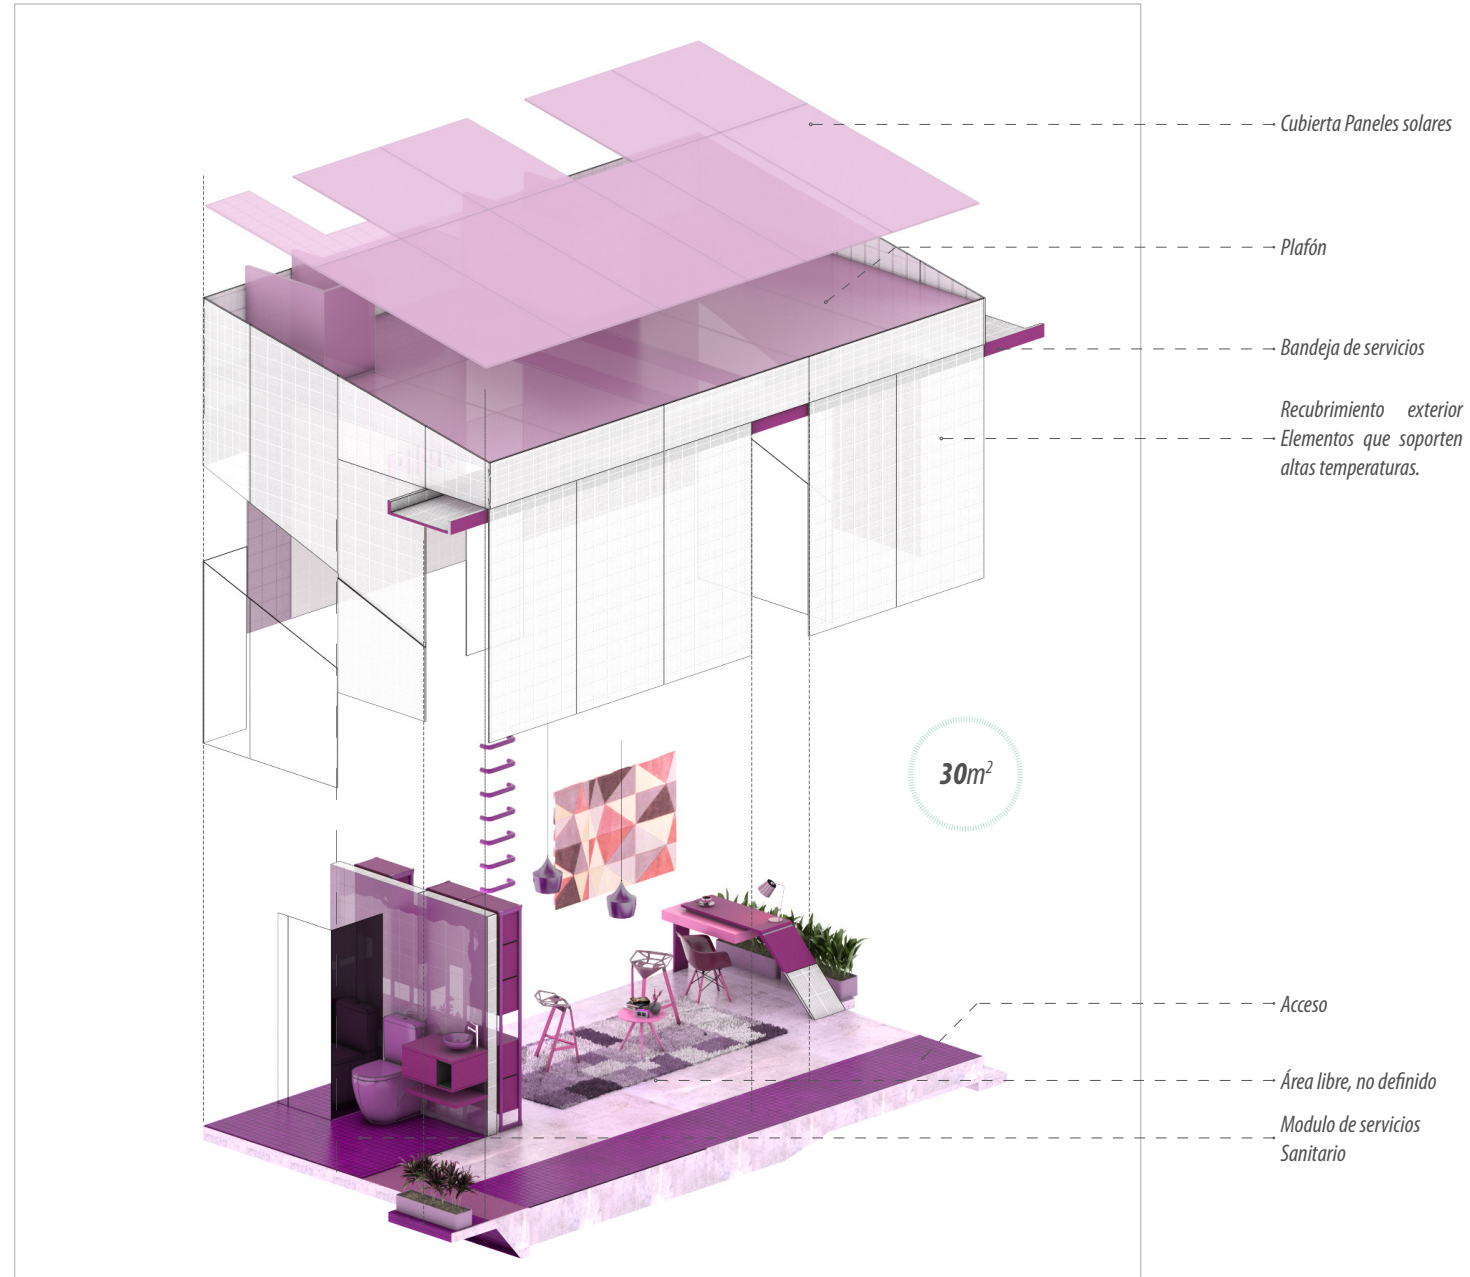 Cubierta Paneles solares
Plafón
Bandeja de servicios
Recubrimiento exterior
Elementos que soporten
altas temperaturas.
30m²
Acceso
Área libre, no definido
Modulo de servicios
Sanitario